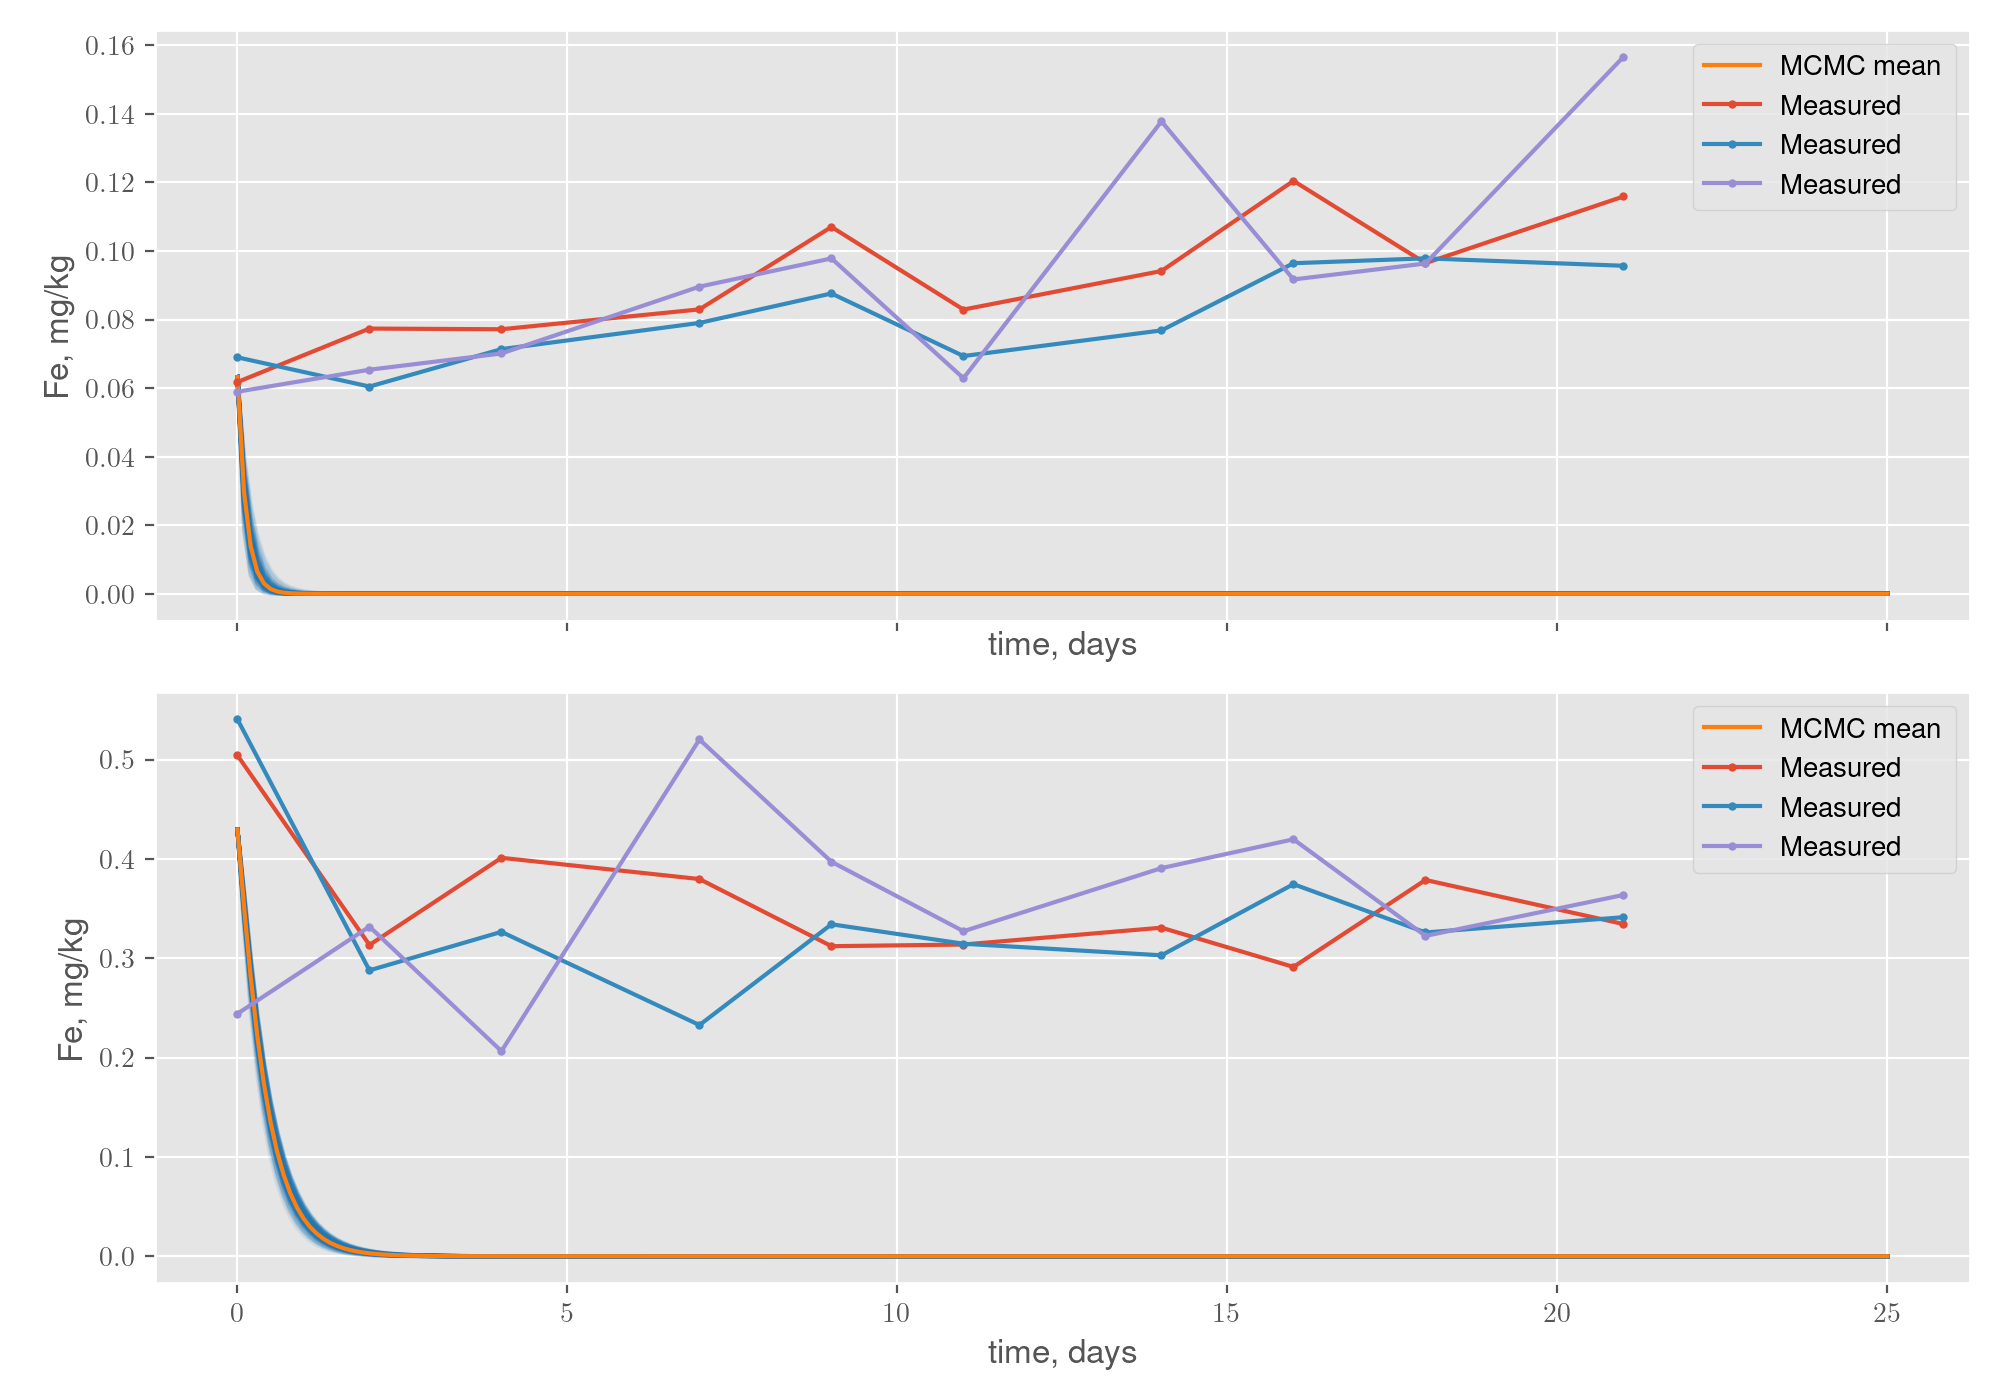 0.16
0.14
0.12
0.10
0.08
0.06
0.04
0.02
0.00
Fe, mg/kg
MCMC mean
Measured
Measured
Measured
time, days
0.5
0.4
0.3
0.2
0.1
0.0
Fe, mg/kg
MCMC mean
Measured
Measured
Measured
0 5 10 15 20 25
time, days